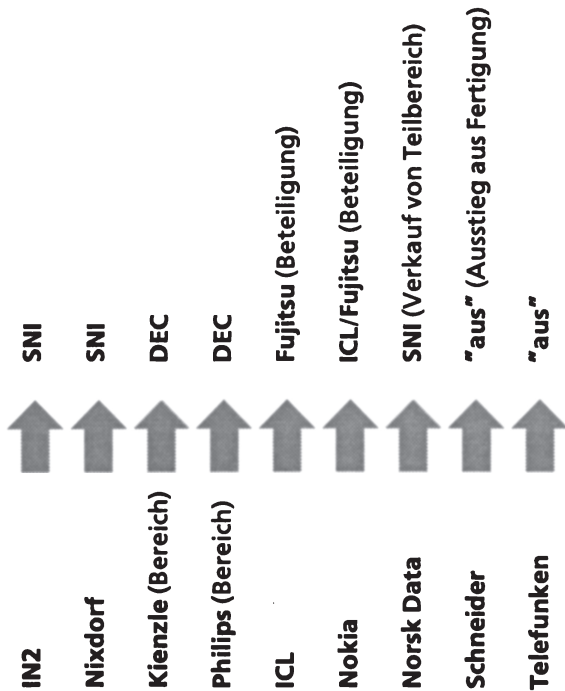 IN2 SNI
Nixdorf SNI
Kienzle (Bereich) DEC
Philips (Bereich) DEC
ICL Fujitsu (Beteiligung)
Nokia ICL/Fujitsu (Beteiligung)
Norsk Data SNI (Verkauf von Teilbereich)
Schneider "aus" (Ausstieg aus Fertigung)
Telefunken "aus"